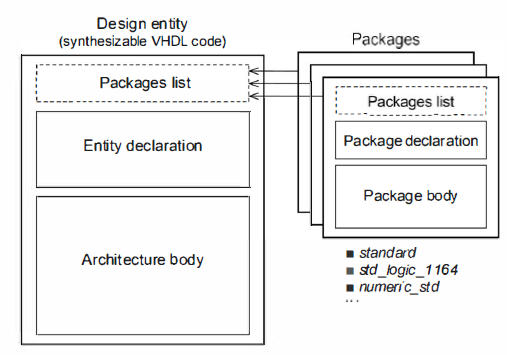 Design entity
(synthesizable VHDL code)
Packages list
Entity declaration
Architecture body
Packages
Packages list
Package declaration
Package body
■ standard
■ std_logic_1164
■ numeric_std
...